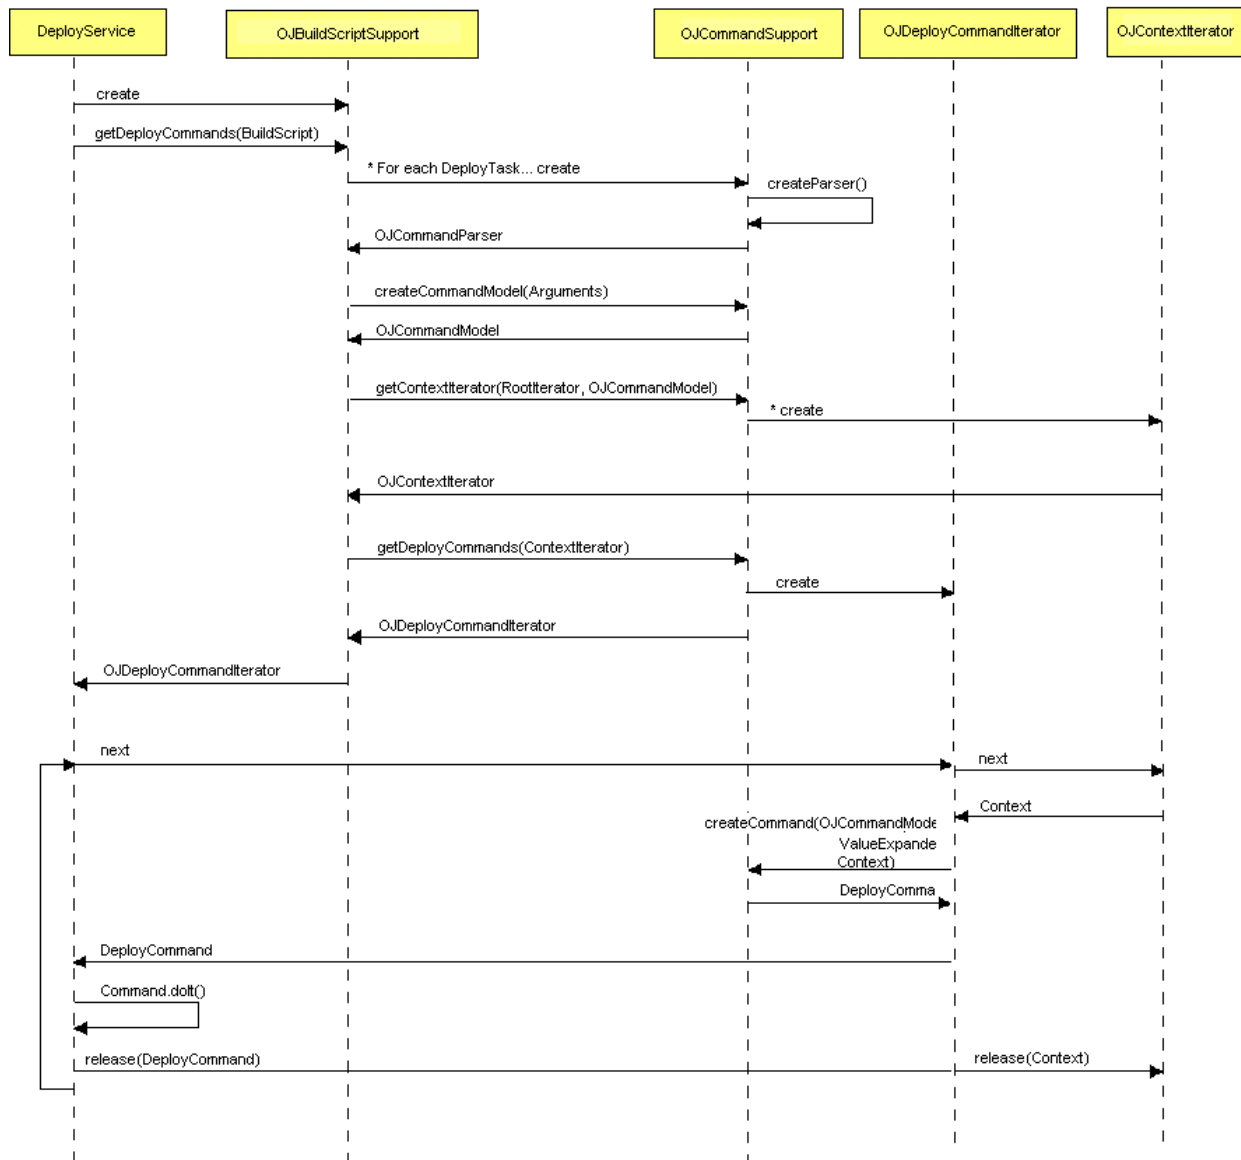 DeployService
OJBuildScriptSupport
OJCommandSupport
OJDeployCommandIterator
OJContextIterator
create
getDeployCommands(BuildScript)
* For each DeployTask... create
createParser()
OJCommandParser
createCommandModel(Arguments)
OJCommandModel
getContextIterator(RootIterator, OJCommandModel)
* create
OJContextIterator
getDeployCommands(ContextIterator)
create
OJDeployCommandIterator
OJDeployCommandIterator
next
next
Context
createCommand(OJCommandMode
ValueExpande
Context)
DeployComma
DeployCommand
Command.doIt()
release(DeployCommand)
release(Context)